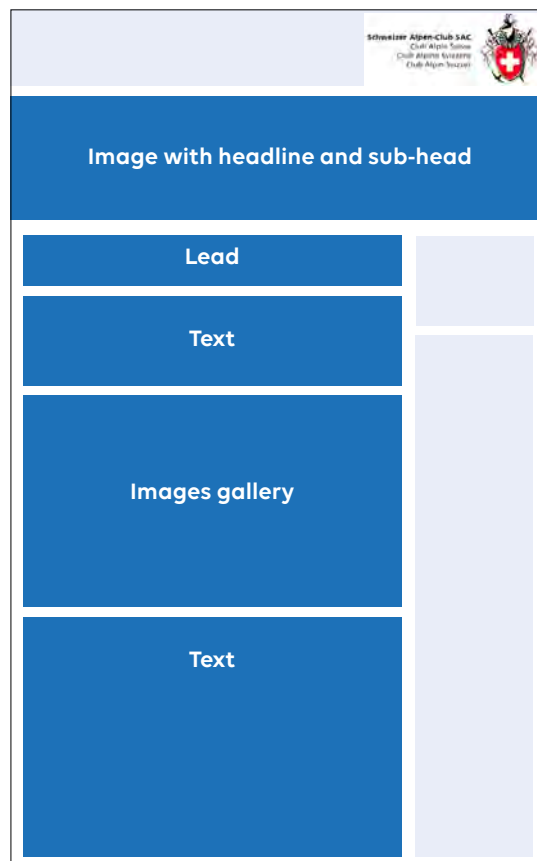 Schweizer Alpen-Club SAC
Club Alpin Suisse
Club Alpino Svizzero
Club Alpin Svizzer
Image with headline and sub-head
Lead
Text
Images gallery
Text